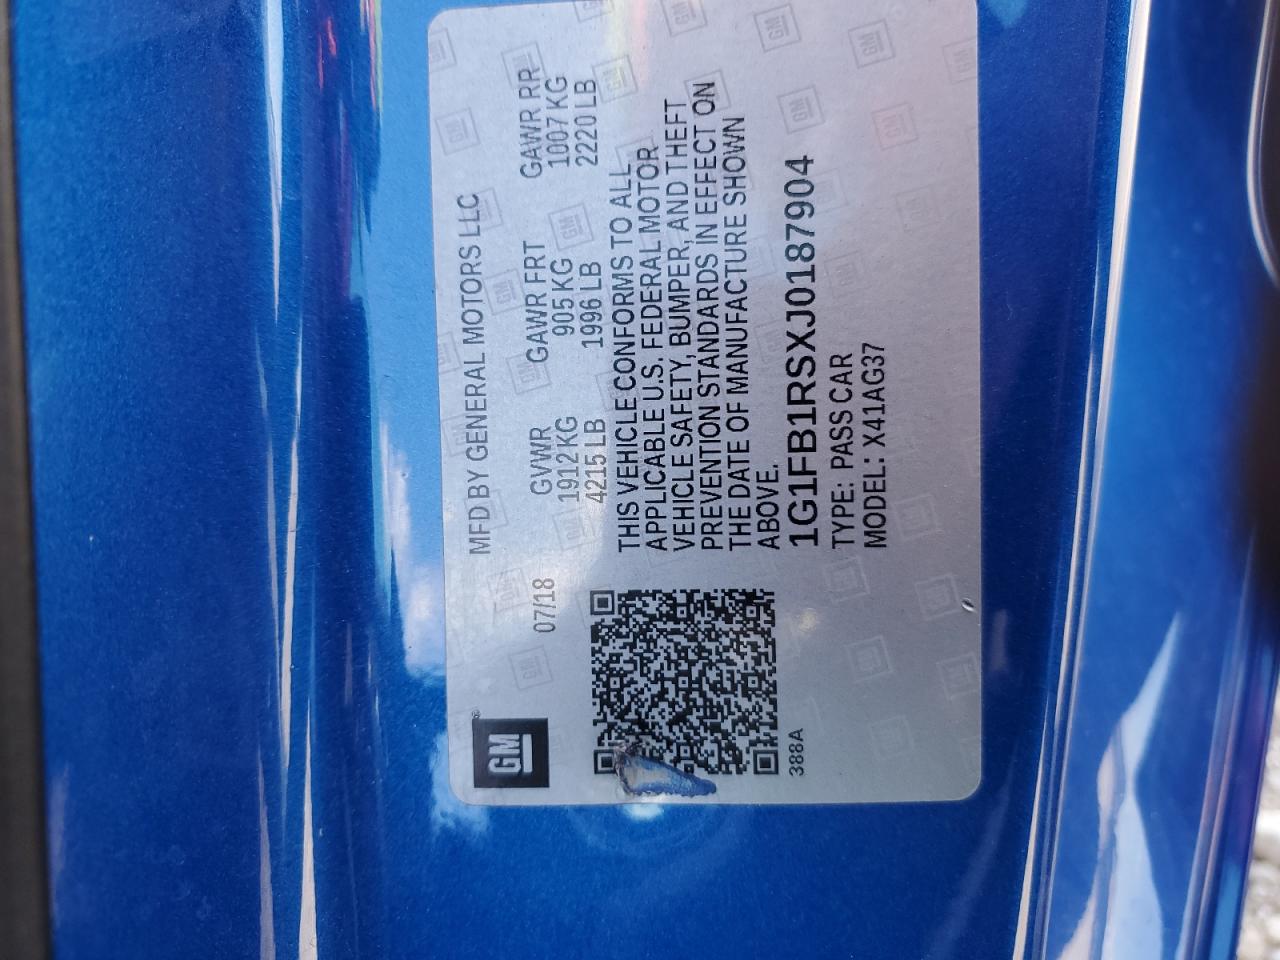 GM
MFD BY GENERAL MOTORS LLC
07/18
GVWR GAWR FRT GAWR RR
1912 KG 905 KG 1007 KG
4215 LB 1996 LB 2220 LB
THIS VEHICLE CONFORMS TO ALL
APPLICABLE U.S. FEDERAL MOTOR
VEHICLE SAFETY, BUMPER, AND THEFT
PREVENTION STANDARDS IN EFFECT ON
THE DATE OF MANUFACTURE SHOWN
ABOVE.
1G1FB1RSXJ0187904
TYPE: PASS CAR
MODEL: X41AG37
388A